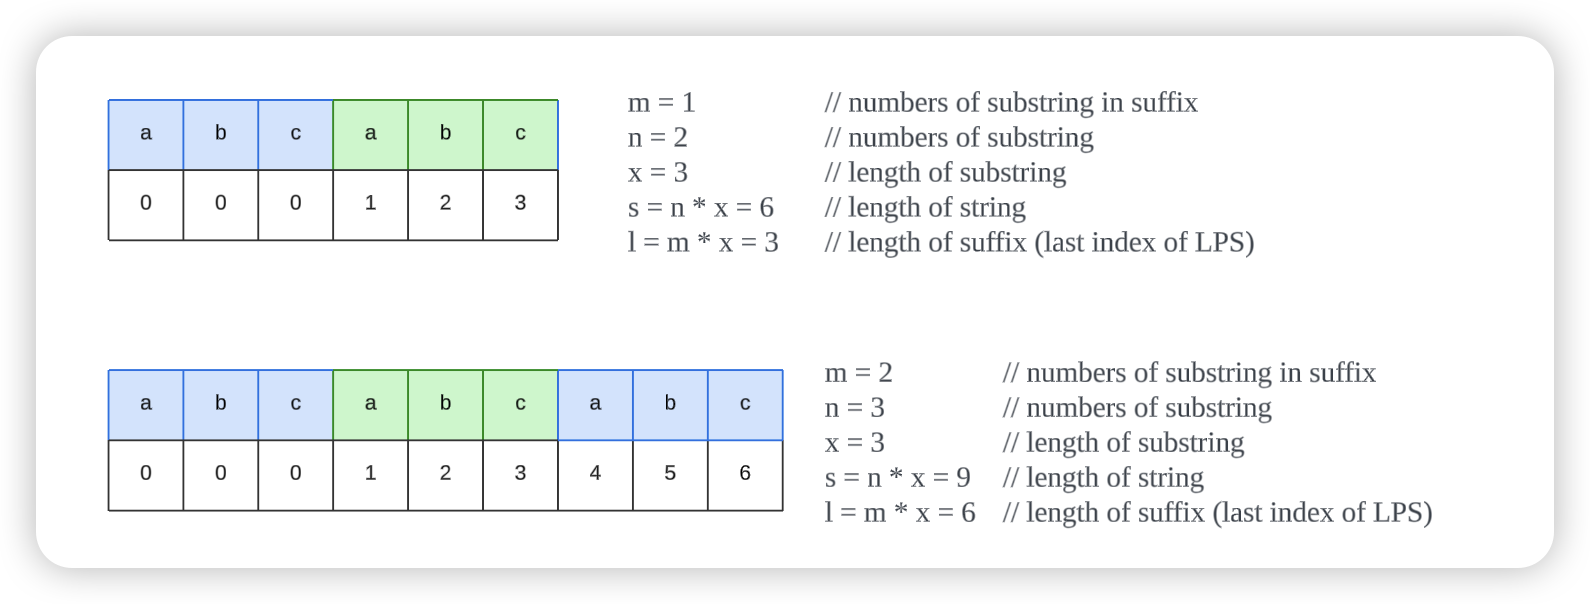 a b c a b c
0 0 0 1 2 3
m = 1 // numbers of substring in suffix
n = 2 // numbers of substring
x = 3 // length of substring
s = n * x = 6 // length of string
l = m * x = 3 // length of suffix (last index of LPS)
a b c a b c a b c
0 0 0 1 2 3 4 5 6
m = 2 // numbers of substring in suffix
n = 3 // numbers of substring
x = 3 // length of substring
s = n * x = 9 // length of string
l = m * x = 6 // length of suffix (last index of LPS)